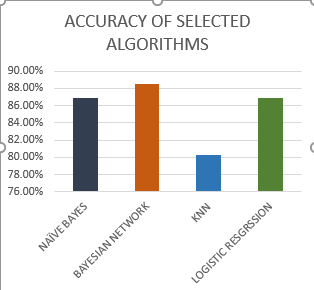 ACCURACY OF SELECTED
ALGORITHMS
90.00%
88.00%
86.00%
84.00%
82.00%
80.00%
78.00%
76.00%
NAÏVE BAYES
BAYESIAN NETWORK
KNN
LOGISTIC RESGRSSION